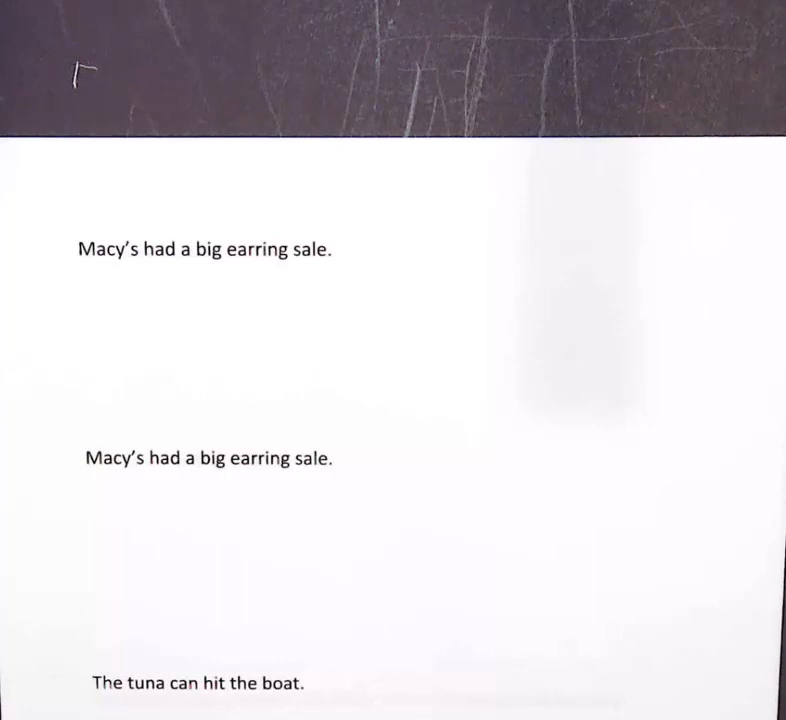 Macy's had a big earring sale.
Macy's had a big earring sale.
The tuna can hit the boat.